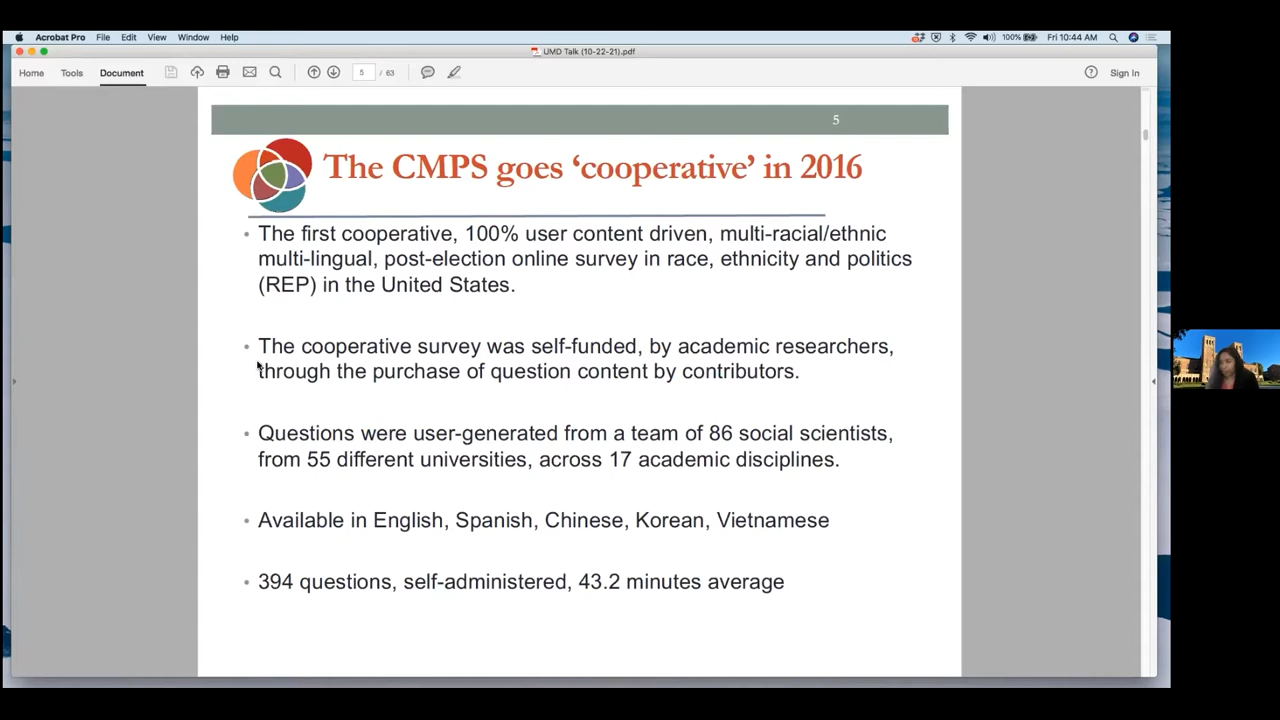 Acrobat Pro File Edit View Window Help 100% Fri 10:44 AM
UMD Talk (10-22-21).pdf
Home Tools Document 5 / 63 Sign In
5
The CMPS goes ‘cooperative’ in 2016
• The first cooperative, 100% user content driven, multi-racial/ethnic
multi-lingual, post-election online survey in race, ethnicity and politics
(REP) in the United States.
• The cooperative survey was self-funded, by academic researchers,
through the purchase of question content by contributors.
• Questions were user-generated from a team of 86 social scientists,
from 55 different universities, across 17 academic disciplines.
• Available in English, Spanish, Chinese, Korean, Vietnamese
• 394 questions, self-administered, 43.2 minutes average